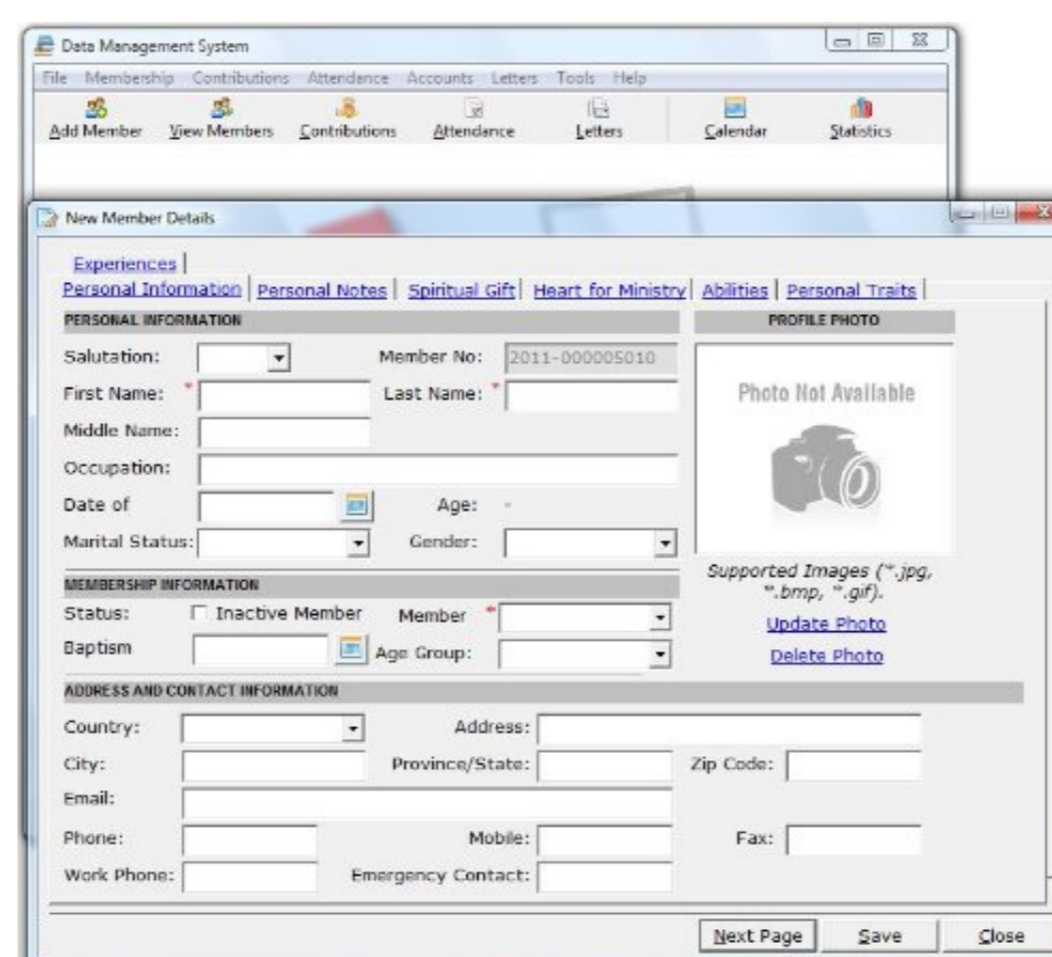 Data Management System
File Membership Contributions Attendance Accounts Letters Tools Help
Add Member View Members Contributions Attendance Letters Calendar Statistics
New Member Details
Experiences
Personal Information Personal Notes Spiritual Gift Heart for Ministry Abilities Personal Traits
PERSONAL INFORMATION PROFILE PHOTO
Salutation: Member No: 2011-000005010
First Name: * Last Name: * Photo Not Available
Middle Name:
Occupation:
Date of Age: -
Marital Status: Gender:
Supported Images (*.jpg,
*.bmp, *.gif).
MEMBERSHIP INFORMATION
Status: Inactive Member Member * Update Photo
Baptism Age Group: Delete Photo
ADDRESS AND CONTACT INFORMATION
Country: Address:
City: Province/State: Zip Code:
Email:
Phone: Mobile: Fax:
Work Phone: Emergency Contact:
Next Page Save Close